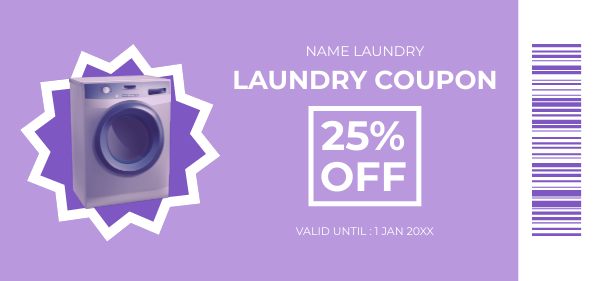 NAME LAUNDRY
LAUNDRY COUPON
25%
OFF
VALID UNTIL : 1 JAN 20XX